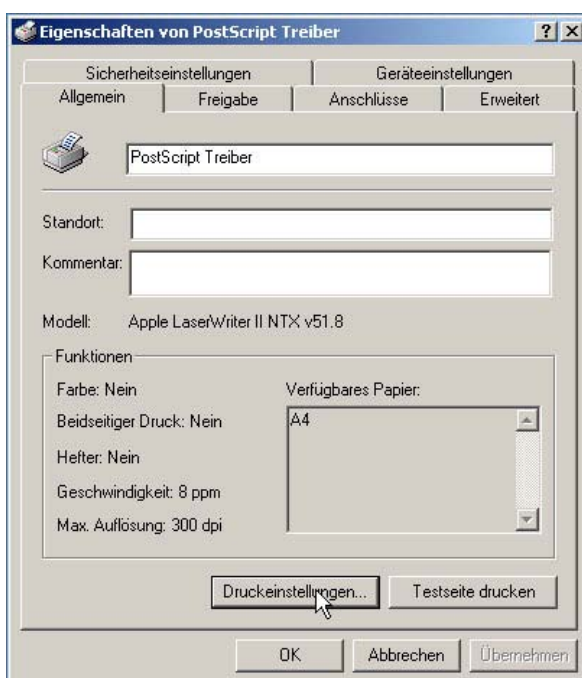 Eigenschaften von PostScript Treiber
Sicherheitseinstellungen Geräteeinstellungen
Allgemein Freigabe Anschlüsse Erweitert
PostScript Treiber
Standort:
Kommentar:
Modell: Apple LaserWriter II NTX v51.8
Funktionen
Farbe: Nein Verfügbares Papier:
Beidseitiger Druck: Nein A4
Hefter: Nein
Geschwindigkeit: 8 ppm
Max. Auflösung: 300 dpi
Druckeinstellungen... Testseite drucken
OK Abbrechen Übernehmen